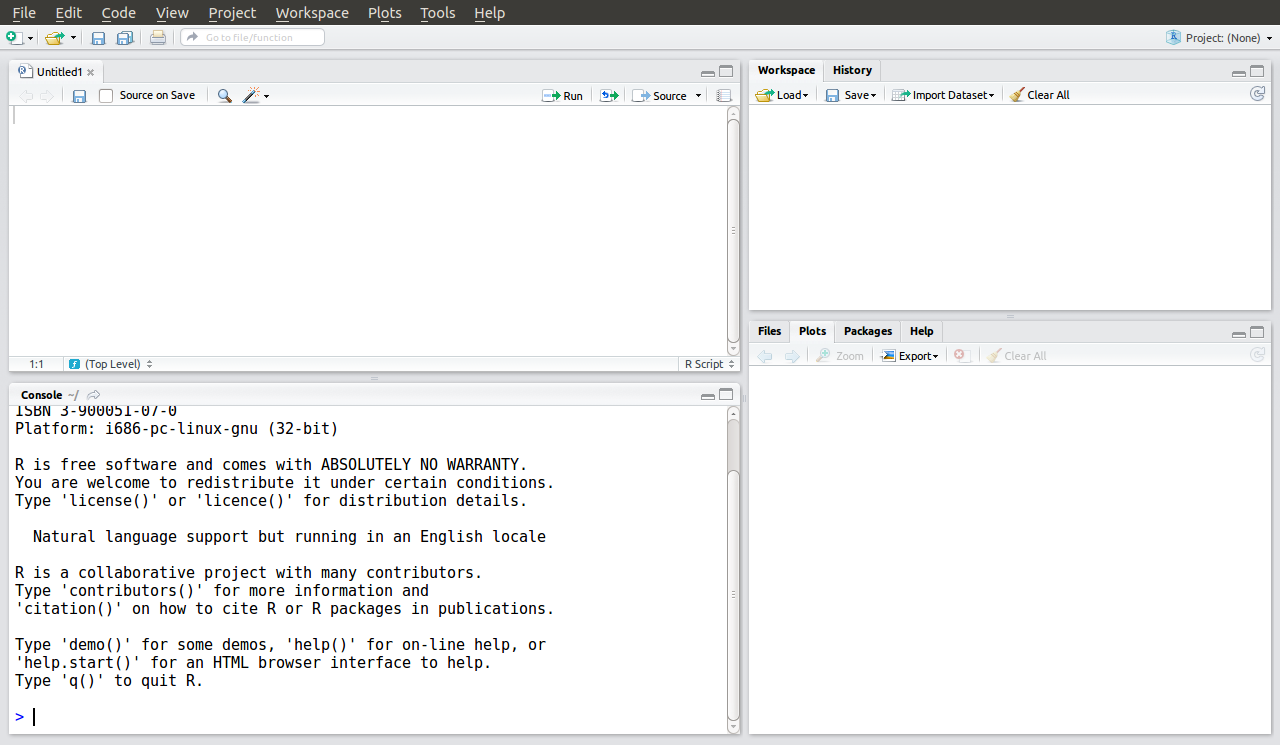 File Edit Code View Project Workspace Plots Tools Help
Go to file/function
Project: (None)
Untitled1
Source on Save
Run
Source
1:1
(Top Level)
R Script
Console ~/
ISBN 3-900051-07-0
Platform: i686-pc-linux-gnu (32-bit)
R is free software and comes with ABSOLUTELY NO WARRANTY.
You are welcome to redistribute it under certain conditions.
Type 'license()' or 'licence()' for distribution details.
Natural language support but running in an English locale
R is a collaborative project with many contributors.
Type 'contributors()' for more information and
'citation()' on how to cite R or R packages in publications.
Type 'demo()' for some demos, 'help()' for on-line help, or
'help.start()' for an HTML browser interface to help.
Type 'q()' to quit R.
>
Workspace History
Load Save Import Dataset Clear All
Files Plots Packages Help
Zoom Export Clear All